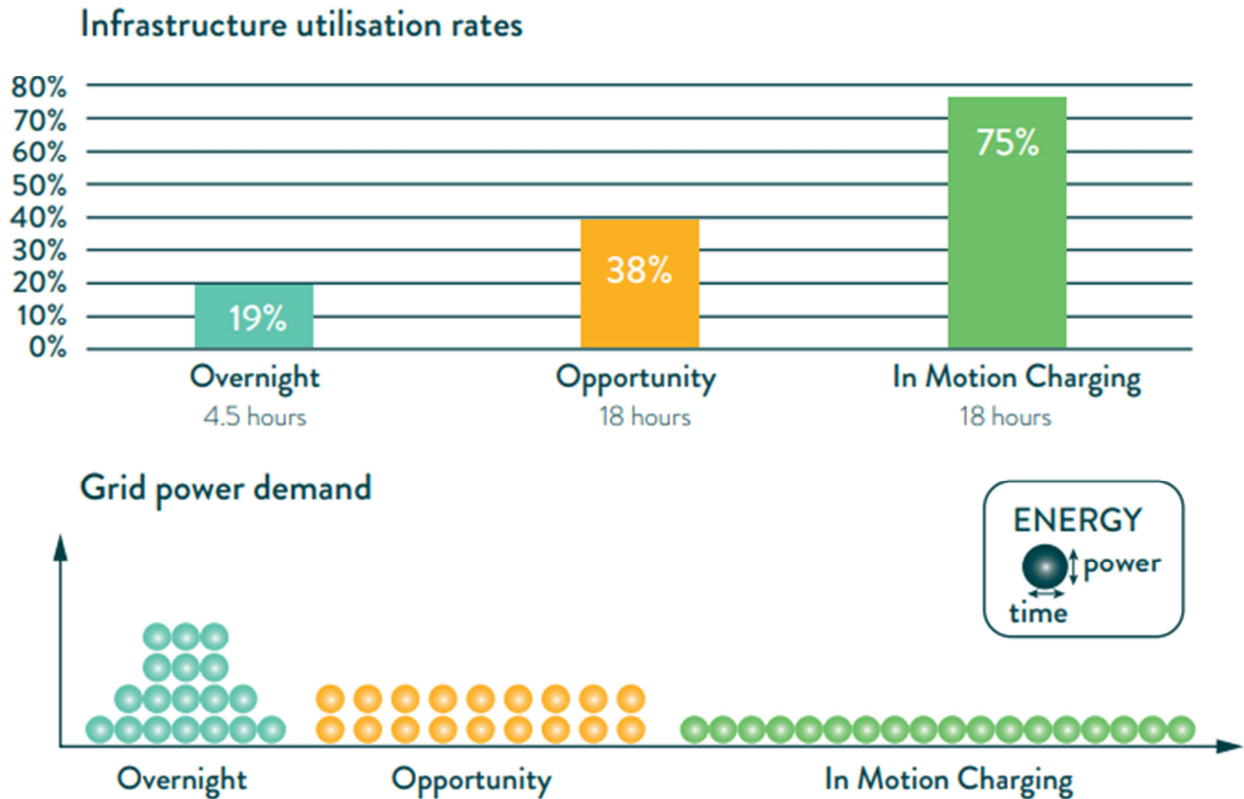 Infrastructure utilisation rates
80%
70%
60%
50%
40%
30%
20%
10%
0%
19%
38%
75%
Overnight
4.5 hours
Opportunity
18 hours
In Motion Charging
18 hours
Grid power demand
ENERGY
power
time
Overnight
Opportunity
In Motion Charging